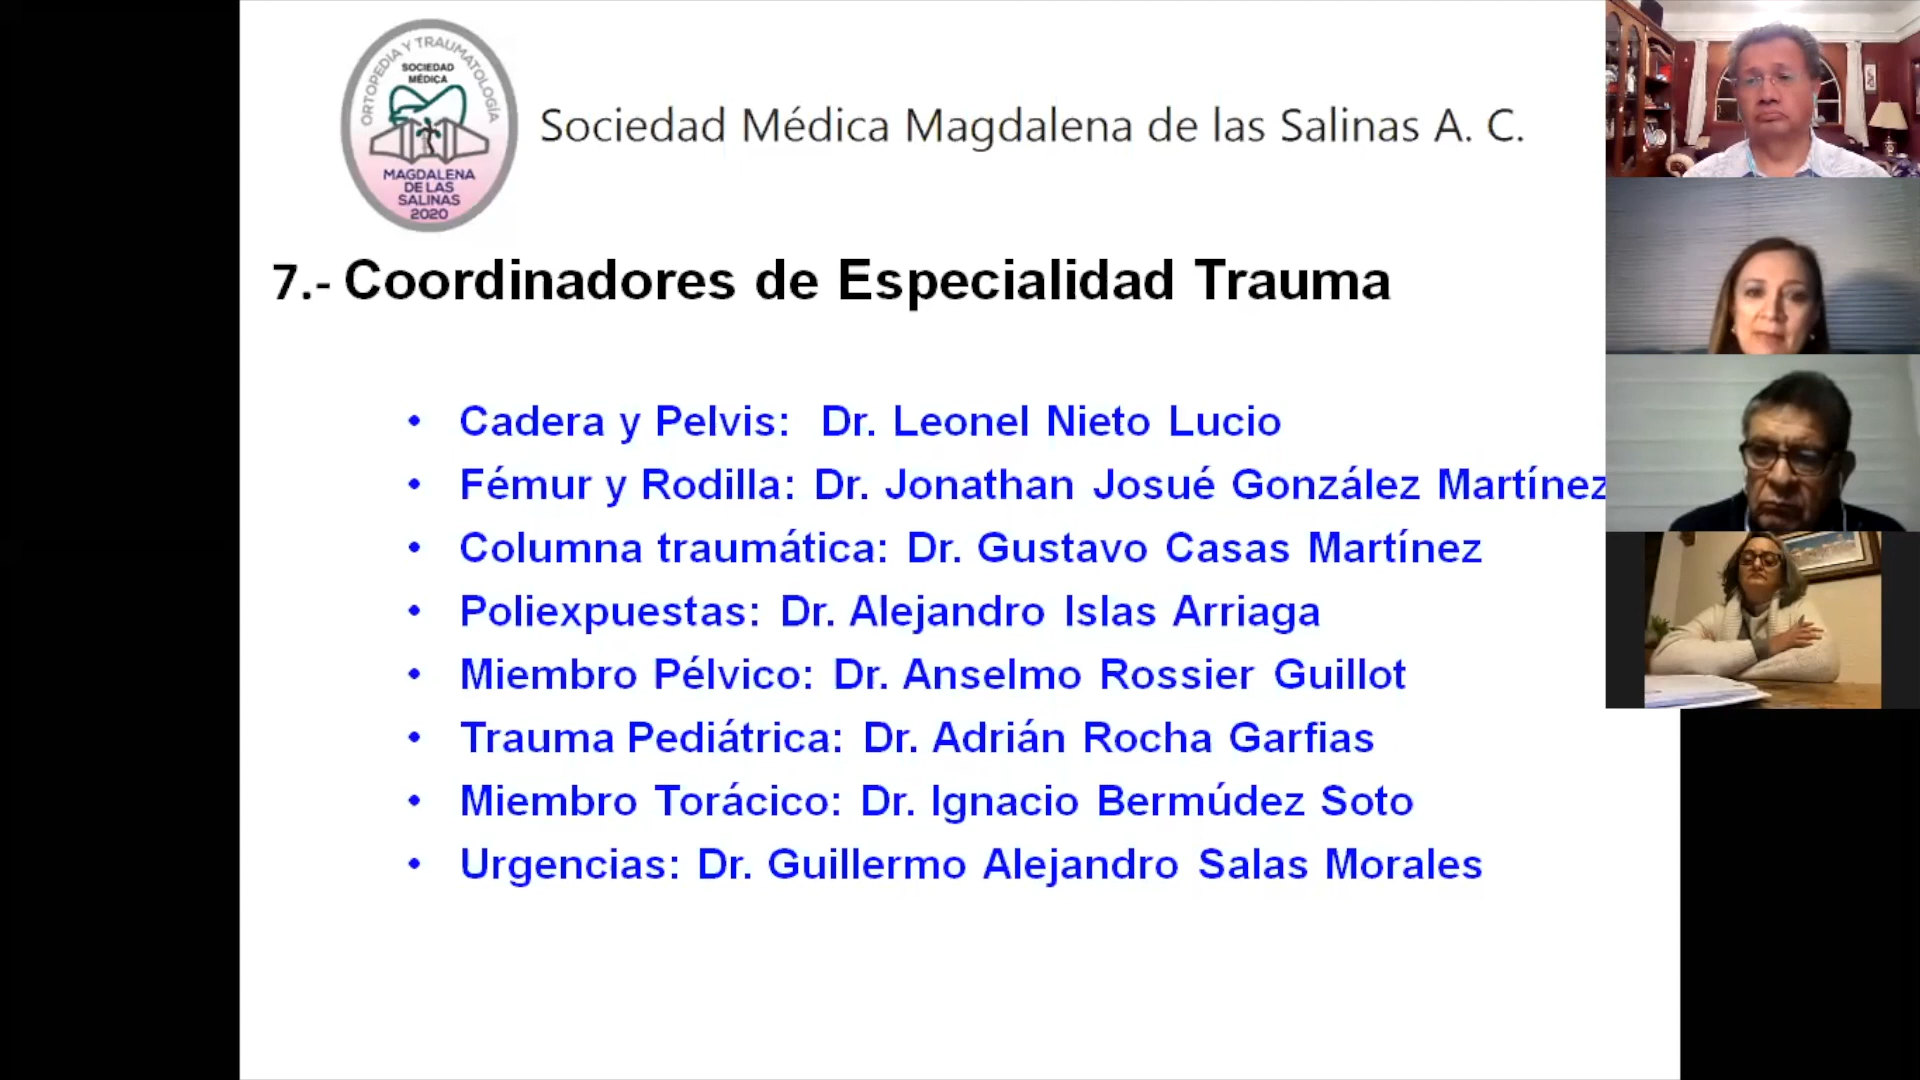 ORTOPEDIA Y TRAUMATOLOGÍA
SOCIEDAD
MÉDICA
MAGDALENA
DE LAS
SALINAS
2020
Sociedad Médica Magdalena de las Salinas A. C.
7.- Coordinadores de Especialidad Trauma
• Cadera y Pelvis: Dr. Leonel Nieto Lucio
• Fémur y Rodilla: Dr. Jonathan Josué González Martínez
• Columna traumática: Dr. Gustavo Casas Martínez
• Poliexpuestas: Dr. Alejandro Islas Arriaga
• Miembro Pélvico: Dr. Anselmo Rossier Guillot
• Trauma Pediátrica: Dr. Adrián Rocha Garfias
• Miembro Torácico: Dr. Ignacio Bermúdez Soto
• Urgencias: Dr. Guillermo Alejandro Salas Morales